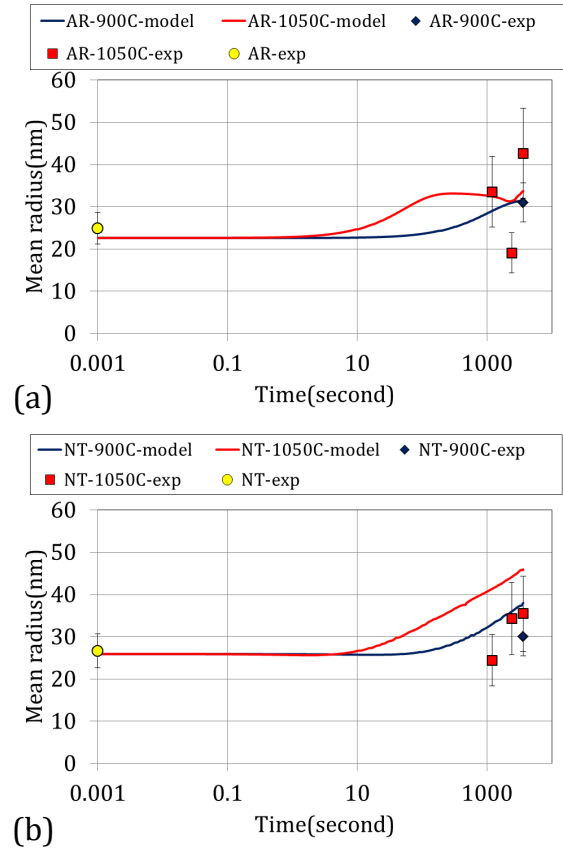 AR-900C-model AR-1050C-model AR-900C-exp
AR-1050C-exp AR-exp
60
50
40
30
20
10
0
Mean radius(nm)
0.001 0.1 10 1000
Time(second)
(a)
NT-900C-model NT-1050C-model NT-900C-exp
NT-1050C-exp NT-exp
60
50
40
30
20
10
0
Mean radius(nm)
0.001 0.1 10 1000
Time(second)
(b)